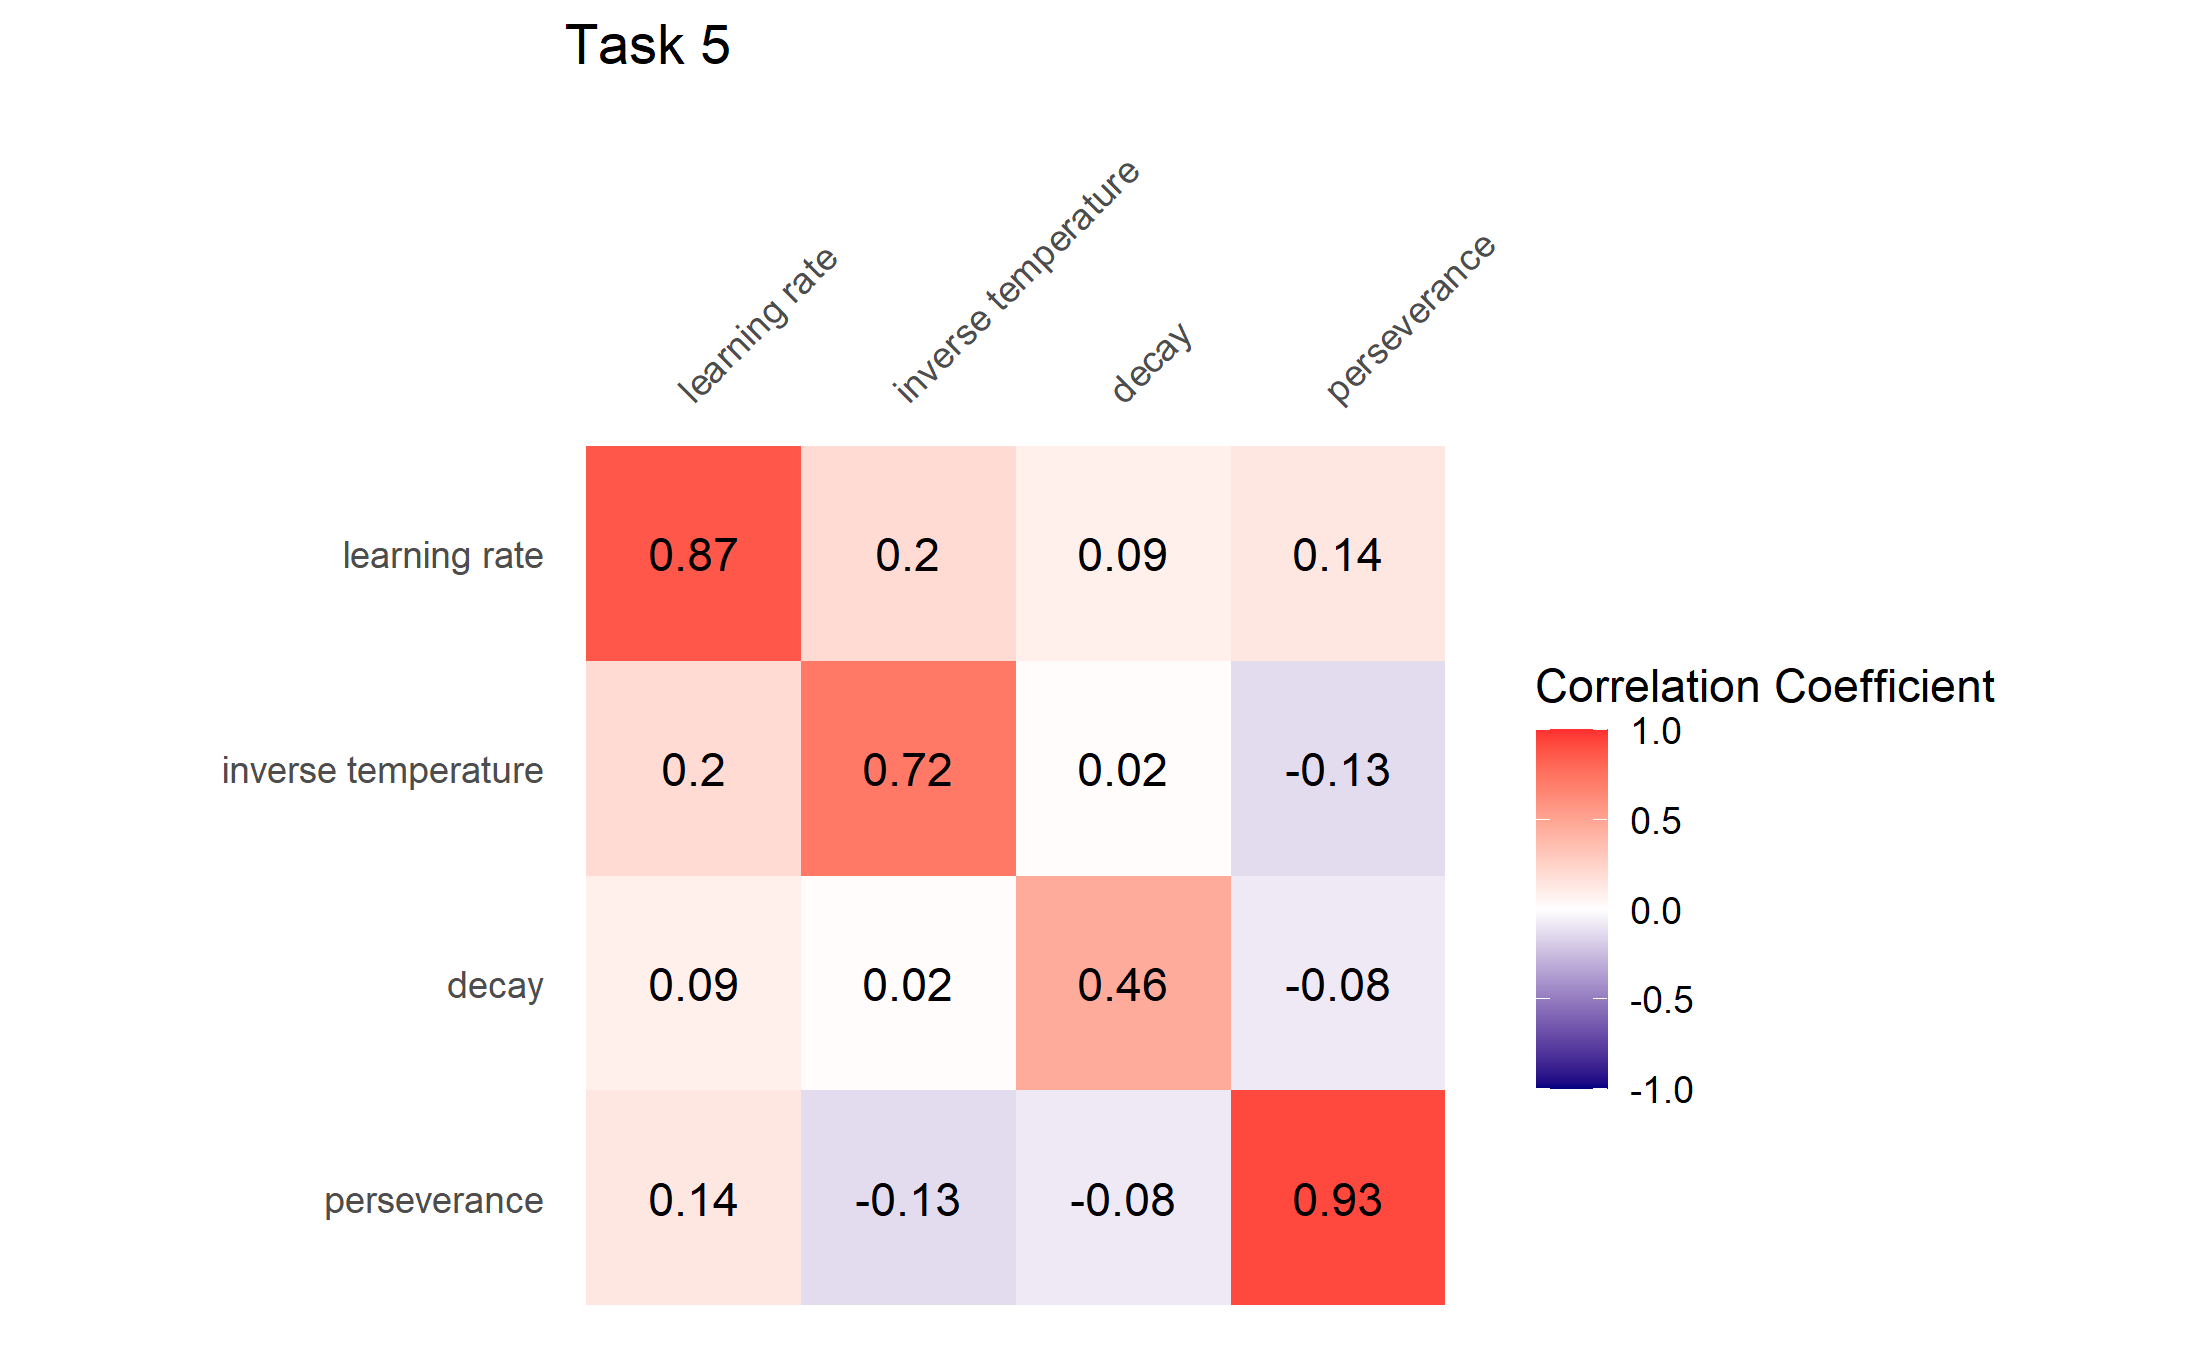 Task 5
learning rate
inverse temperature
decay
perseverance
learning rate 0.87 0.2 0.09 0.14
inverse temperature 0.2 0.72 0.02 -0.13
decay 0.09 0.02 0.46 -0.08
perseverance 0.14 -0.13 -0.08 0.93
Correlation Coefficient
1.0
0.5
0.0
-0.5
-1.0